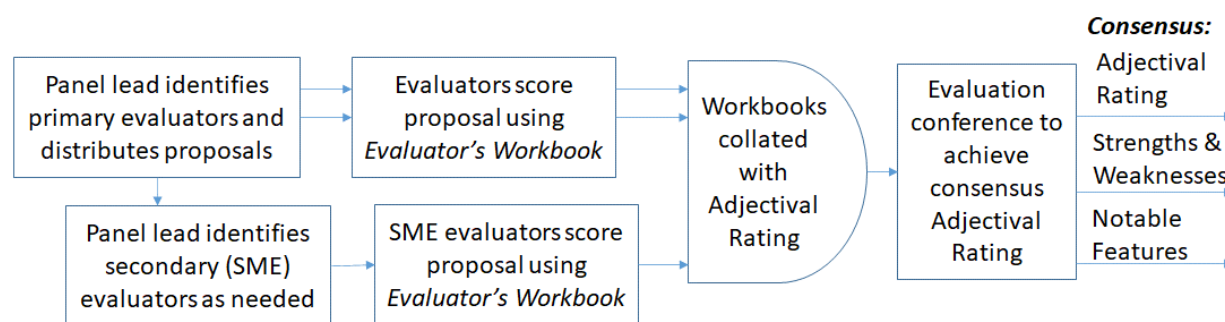 Panel lead identifies
primary evaluators and
distributes proposals
Evaluators score
proposal using
Evaluator's Workbook
Panel lead identifies
secondary (SME)
evaluators as needed
SME evaluators score
proposal using
Evaluator's Workbook
Workbooks
collated
with
Adjectival
Rating
Evaluation
conference to
achieve
consensus
Adjectival
Rating
Consensus:
Adjectival
Rating
Strengths &
Weaknesses
Notable
Features